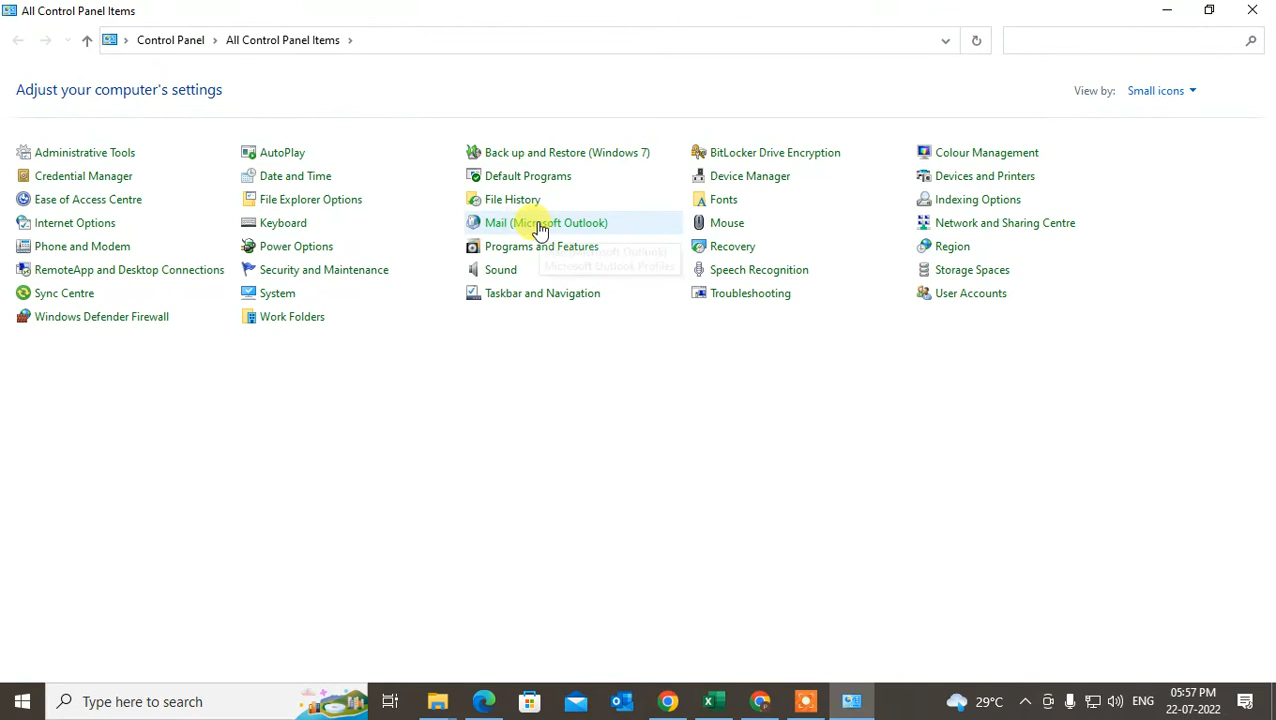 All Control Panel Items
Control Panel All Control Panel Items
Adjust your computer's settings
View by: Small icons
Administrative Tools
AutoPlay
Back up and Restore (Windows 7)
BitLocker Drive Encryption
Colour Management
Credential Manager
Date and Time
Default Programs
Device Manager
Devices and Printers
Ease of Access Centre
File Explorer Options
File History
Fonts
Indexing Options
Internet Options
Keyboard
Mail (Microsoft Outlook)
Mouse
Network and Sharing Centre
Phone and Modem
Power Options
Programs and Features
Recovery
Region
RemoteApp and Desktop Connections
Security and Maintenance
Sound
Speech Recognition
Storage Spaces
Sync Centre
System
Taskbar and Navigation
Troubleshooting
User Accounts
Windows Defender Firewall
Work Folders
Microsoft Outlook)
Microsoft Outlook Profiles
Type here to search
29°C
ENG
05:57 PM
22-07-2022